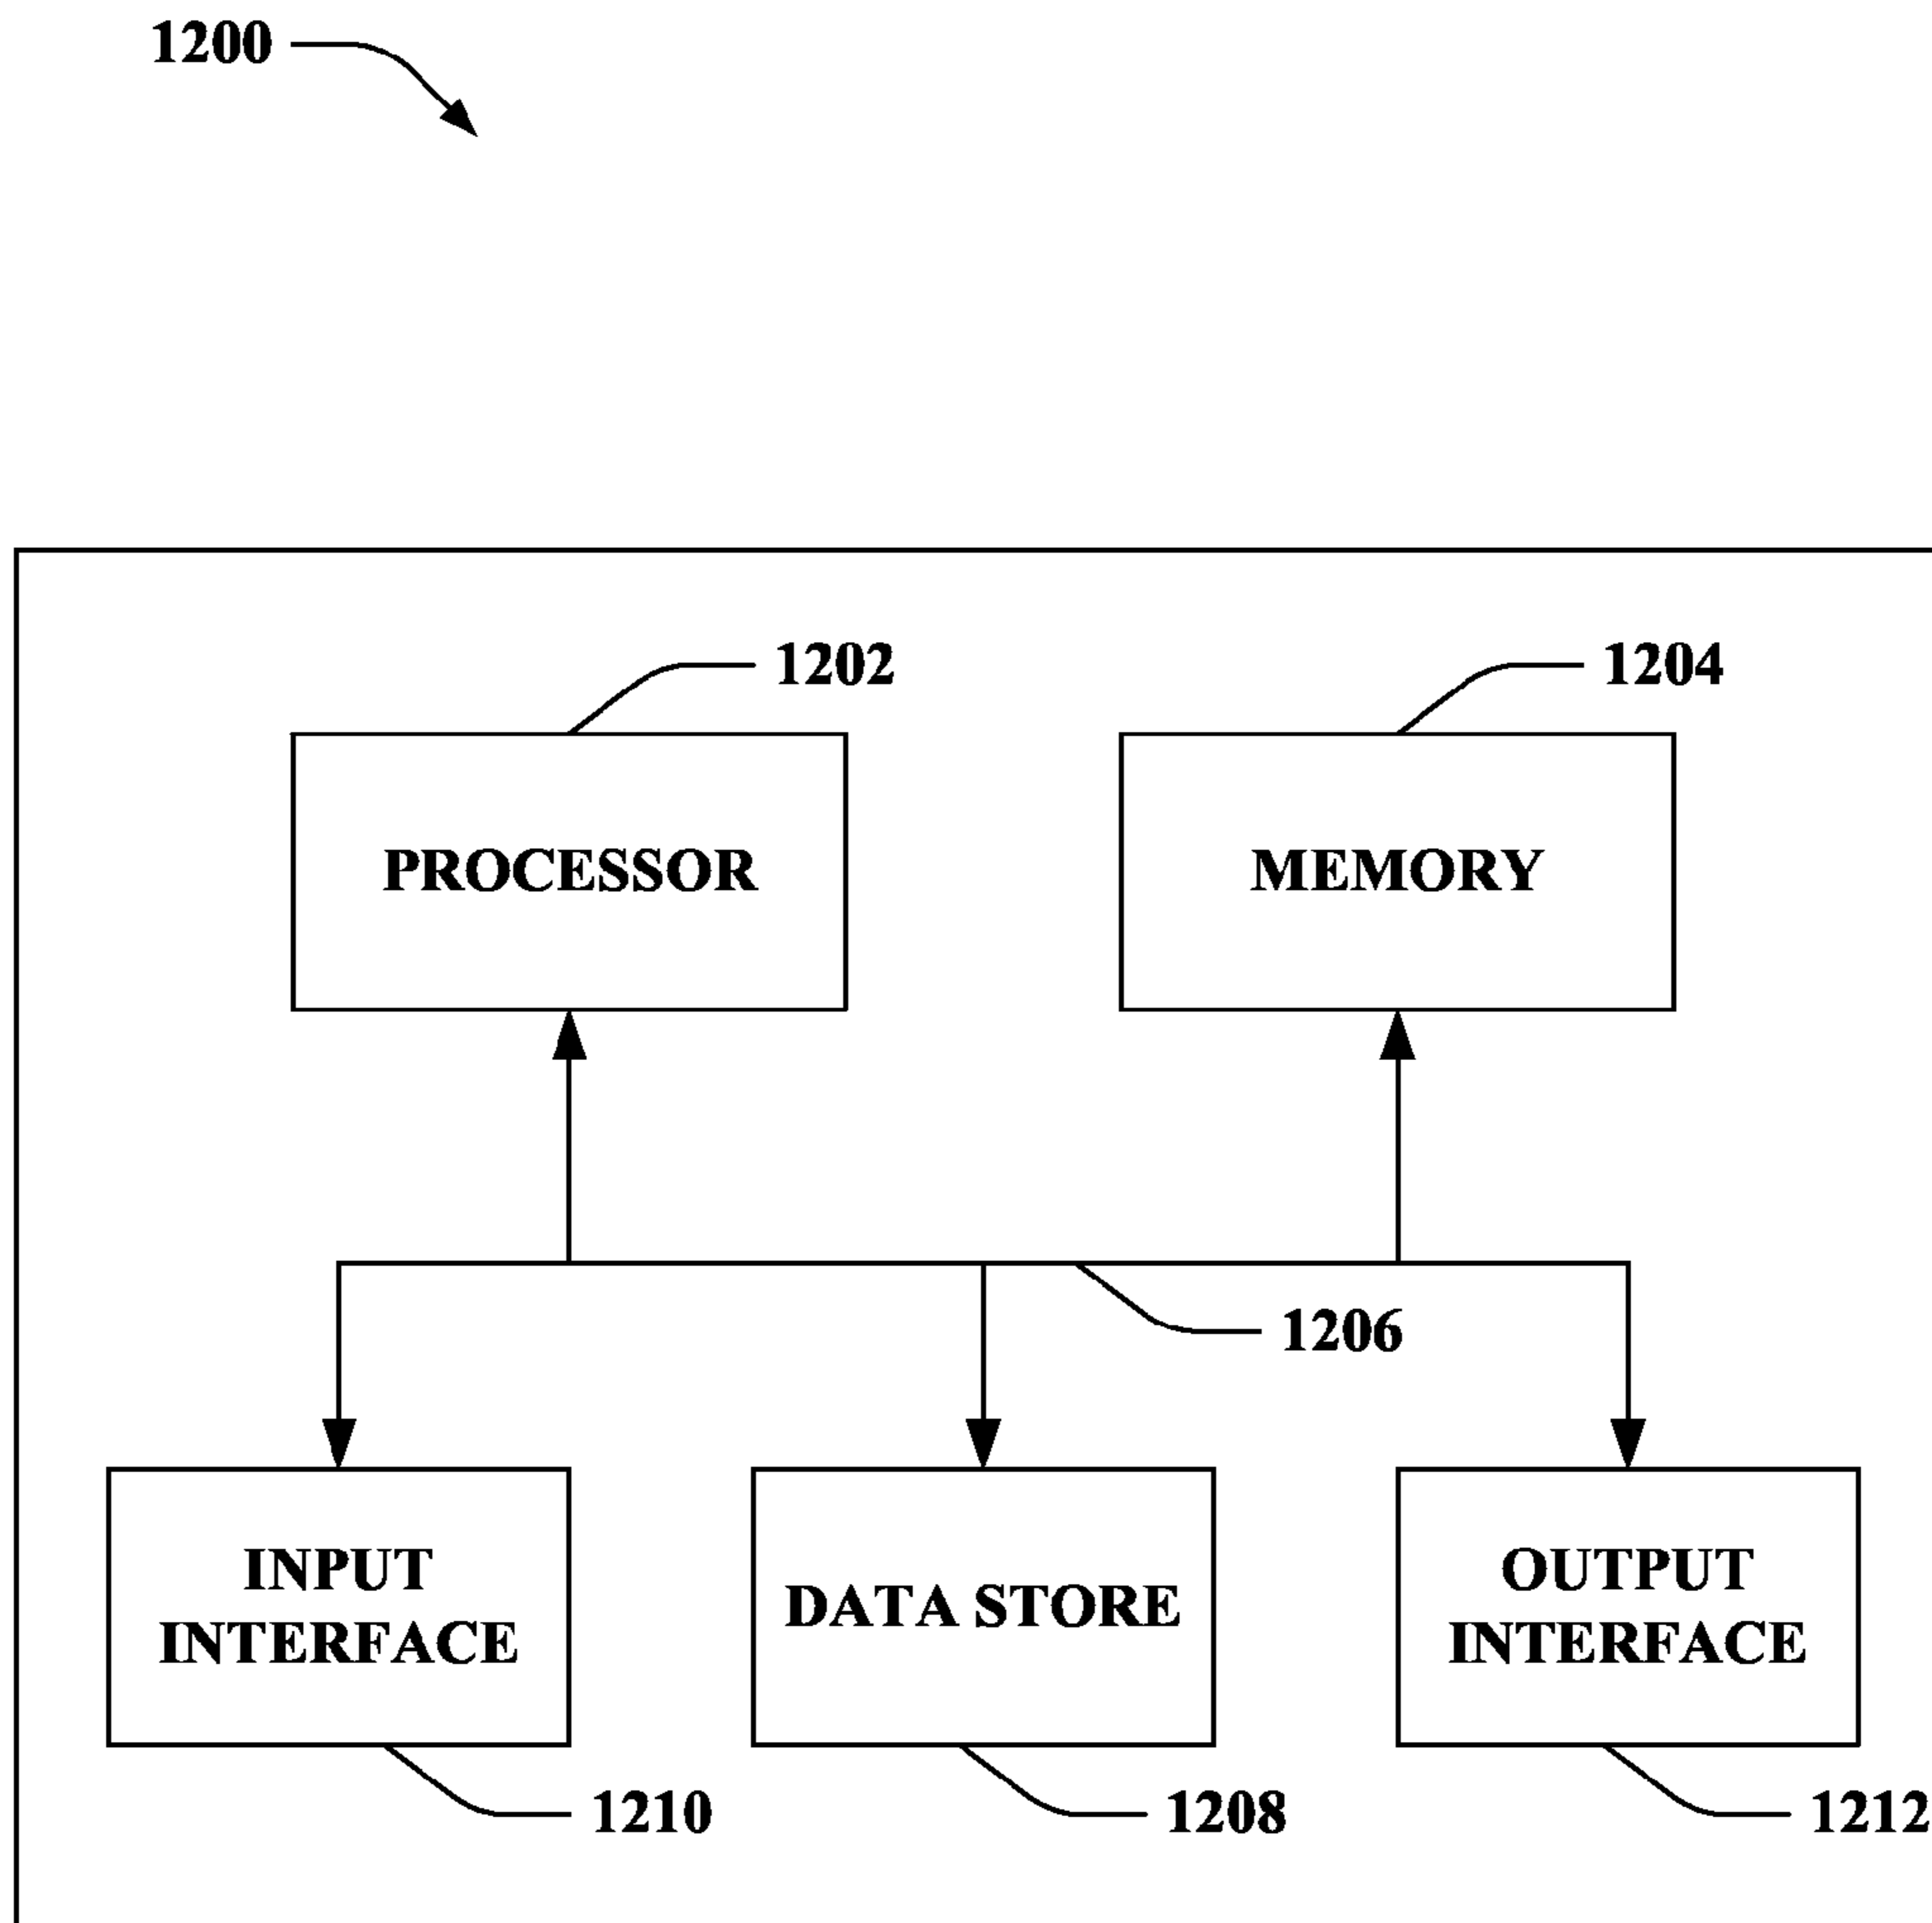 1200
1202
1204
PROCESSOR
MEMORY
1206
INPUT
INTERFACE
DATA STORE
OUTPUT
INTERFACE
1210
1208
1212